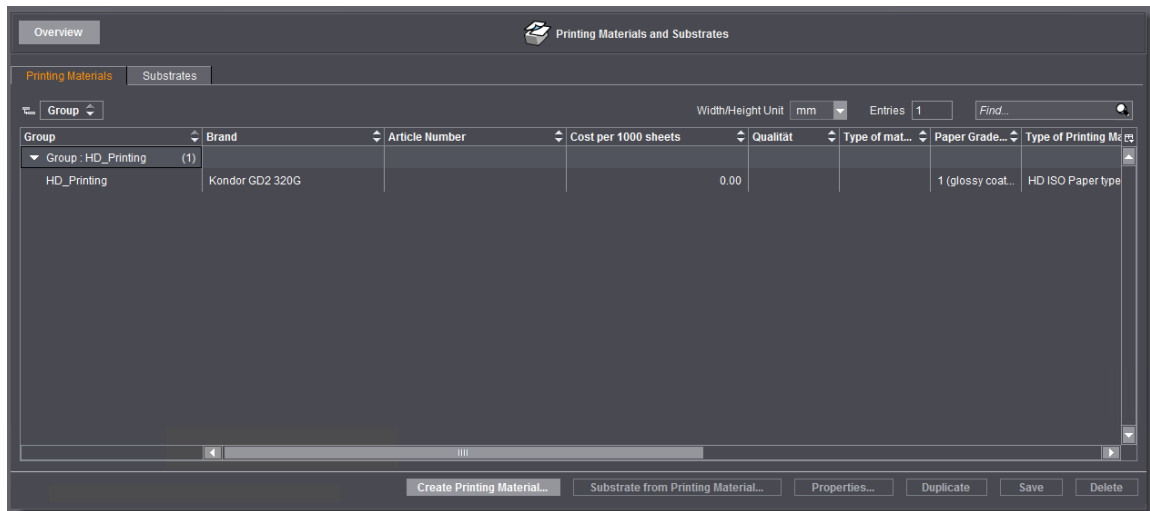 Overview
Printing Materials and Substrates
Printing Materials Substrates
Group Width/Height Unit mm Entries 1 Find...
Group Brand Article Number Cost per 1000 sheets Qualität Type of mat... Paper Grade... Type of Printing Ma
Group : HD_Printing (1)
HD_Printing Kondor GD2 320G 0.00 1 (glossy coat... HD ISO Paper type
Create Printing Material... Substrate from Printing Material... Properties... Duplicate Save Delete